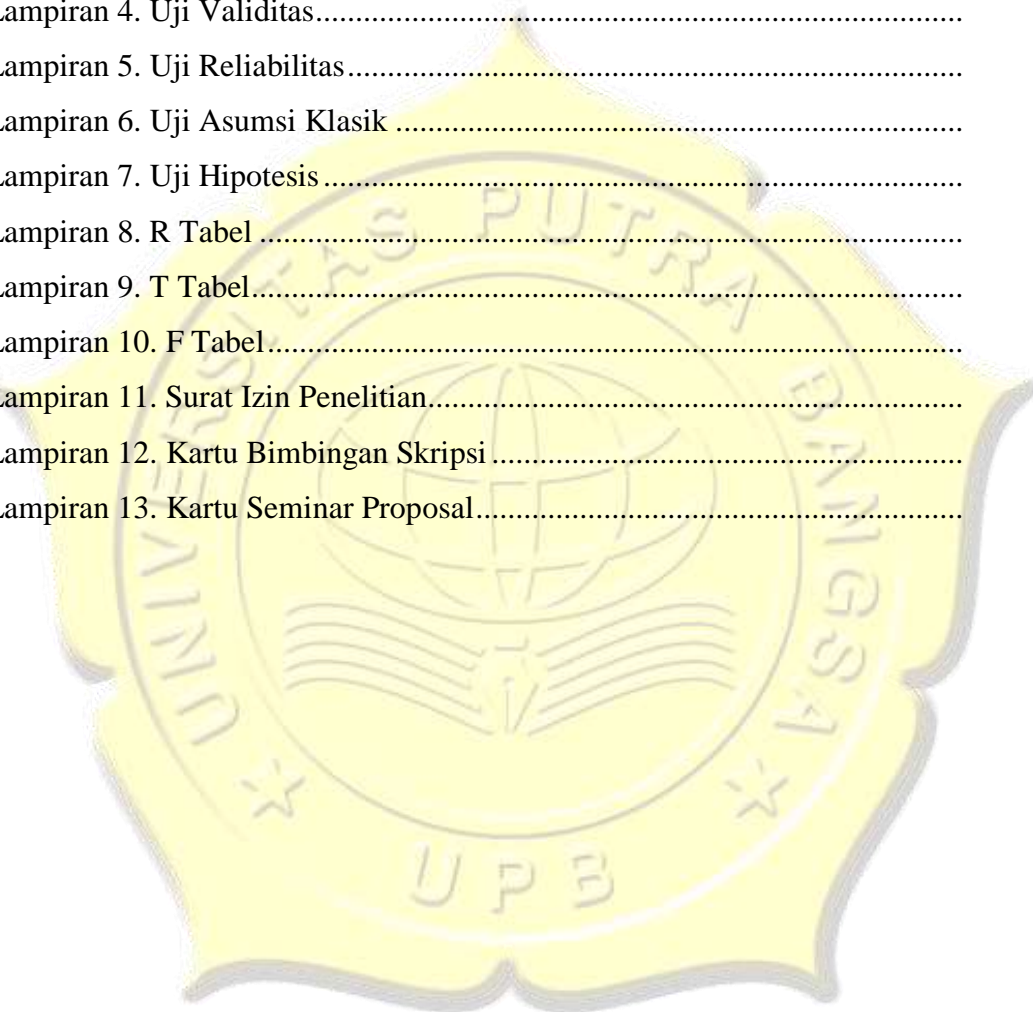 Lampiran 4. Uji Validitas....................................................................................
Lampiran 5. Uji Reliabilitas................................................................................
Lampiran 6. Uji Asumsi Klasik..........................................................................
Lampiran 7. Uji Hipotesis...................................................................................
Lampiran 8. R Tabel...........................................................................................
Lampiran 9. T Tabel............................................................................................
Lampiran 10. F Tabel..........................................................................................
Lampiran 11. Surat Izin Penelitian......................................................................
Lampiran 12. Kartu Bimbingan Skripsi..............................................................
Lampiran 13. Kartu Seminar Proposal................................................................
UNIVERSITAS PUTRA BANGSA
UPB